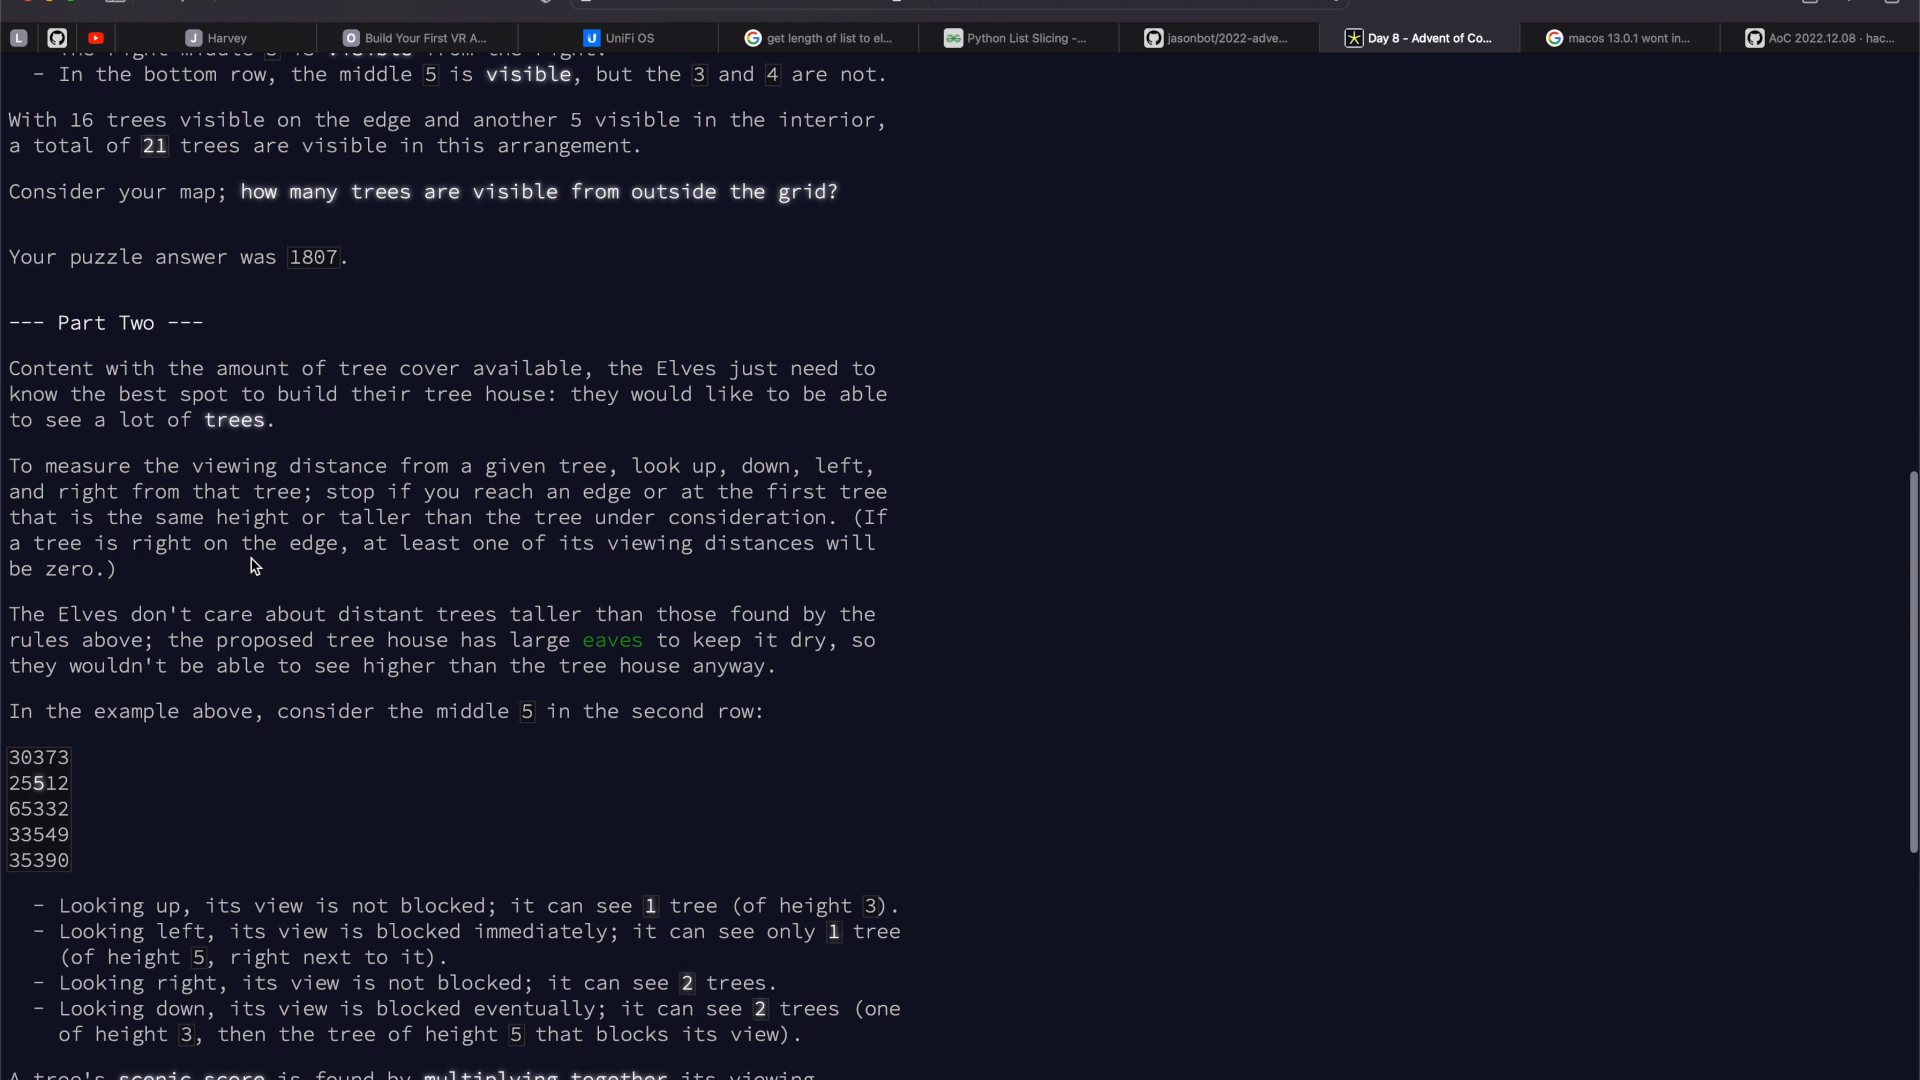 L
J Harvey
O Build Your First VR A...
U UniFi OS
G get length of list to el...
Python List Slicing -...
jasonbot/2022-adve...
Day 8 - Advent of Co...
G macos 13.0.1 wont in...
AoC 2022.12.08 · hac...
- In the bottom row, the middle 5 is visible, but the 3 and 4 are not.
With 16 trees visible on the edge and another 5 visible in the interior,
a total of 21 trees are visible in this arrangement.
Consider your map; how many trees are visible from outside the grid?
Your puzzle answer was 1807.
--- Part Two ---
Content with the amount of tree cover available, the Elves just need to
know the best spot to build their tree house: they would like to be able
to see a lot of trees.
To measure the viewing distance from a given tree, look up, down, left,
and right from that tree; stop if you reach an edge or at the first tree
that is the same height or taller than the tree under consideration. (If
a tree is right on the edge, at least one of its viewing distances will
be zero.)
The Elves don't care about distant trees taller than those found by the
rules above; the proposed tree house has large eaves to keep it dry, so
they wouldn't be able to see higher than the tree house anyway.
In the example above, consider the middle 5 in the second row:
30373
25512
65332
33549
35390
- Looking up, its view is not blocked; it can see 1 tree (of height 3).
- Looking left, its view is blocked immediately; it can see only 1 tree
(of height 5, right next to it).
- Looking right, its view is not blocked; it can see 2 trees.
- Looking down, its view is blocked eventually; it can see 2 trees (one
of height 3, then the tree of height 5 that blocks its view).
A tree's scenic score is found by multiplying together its viewing